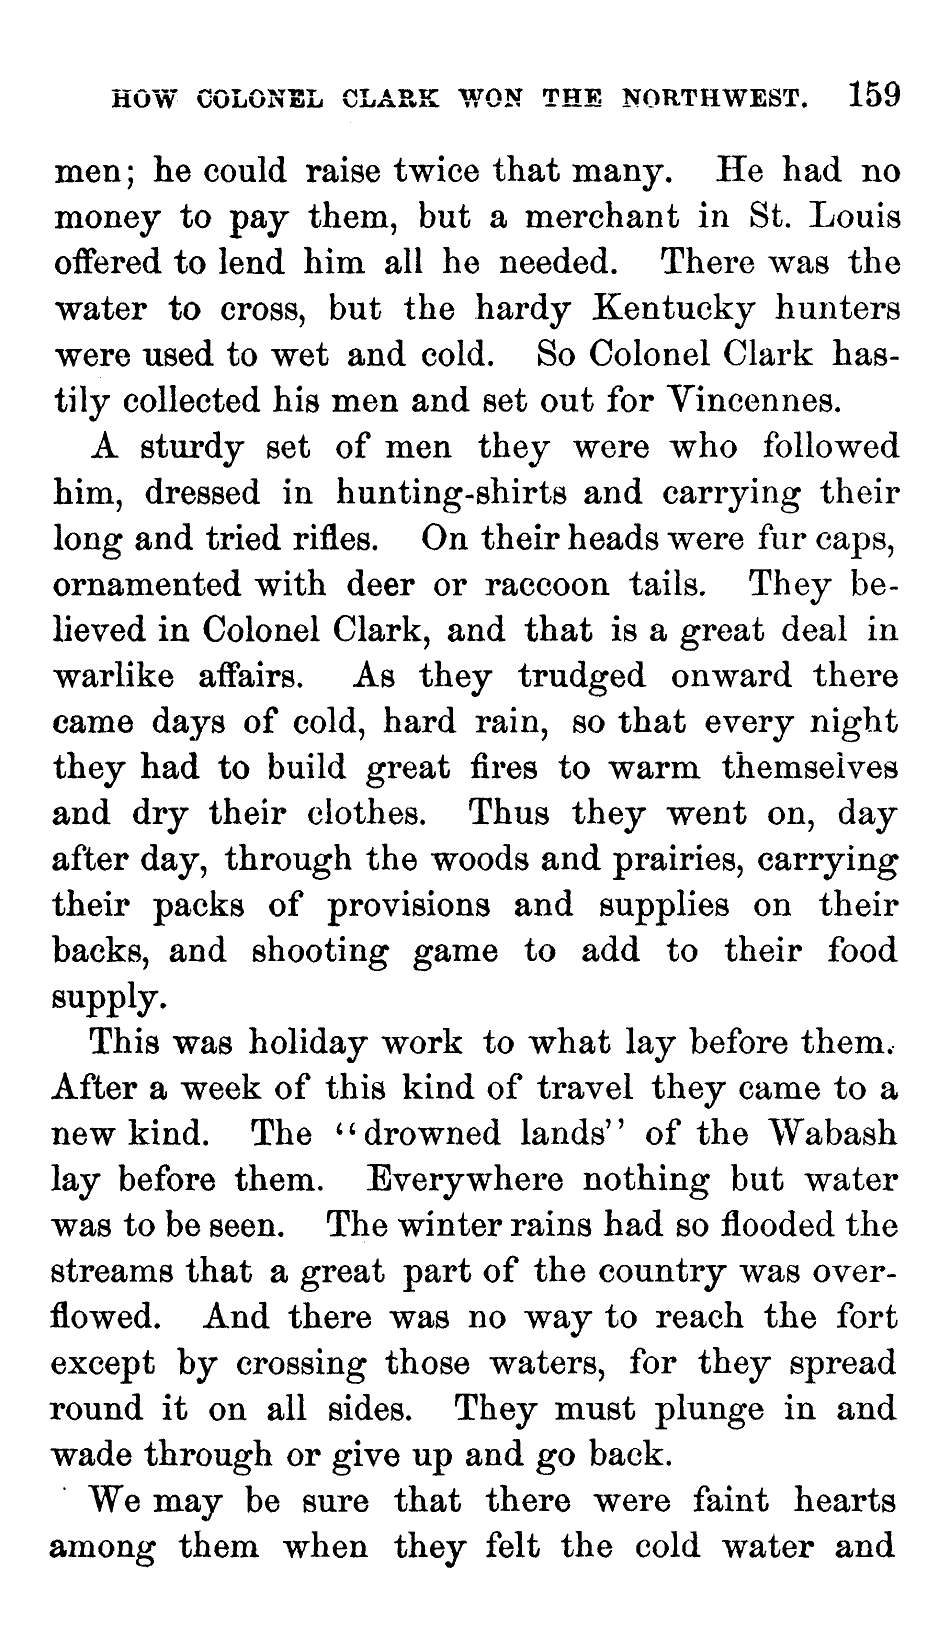 HOW COLONEL CLARK WON THE NORTHWEST. 159
men; he could raise twice that many. He had no
money to pay them, but a merchant in St. Louis
offered to lend him all he needed. There was the
water to cross, but the hardy Kentucky hunters
were used to wet and cold. So Colonel Clark has-
tily collected his men and set out for Vincennes.
A sturdy set of men they were who followed
him, dressed in hunting-shirts and carrying their
long and tried rifles. On their heads were fur caps,
ornamented with deer or raccoon tails. They be-
lieved in Colonel Clark, and that is a great deal in
warlike affairs. As they trudged onward there
came days of cold, hard rain, so that every night
they had to build great fires to warm themselves
and dry their clothes. Thus they went on, day
after day, through the woods and prairies, carrying
their packs of provisions and supplies on their
backs, and shooting game to add to their food
supply.
This was holiday work to what lay before them.
After a week of this kind of travel they came to a
new kind. The "drowned lands" of the Wabash
lay before them. Everywhere nothing but water
was to be seen. The winter rains had so flooded the
streams that a great part of the country was over-
flowed. And there was no way to reach the fort
except by crossing those waters, for they spread
round it on all sides. They must plunge in and
wade through or give up and go back.
We may be sure that there were faint hearts
among them when they felt the cold water and